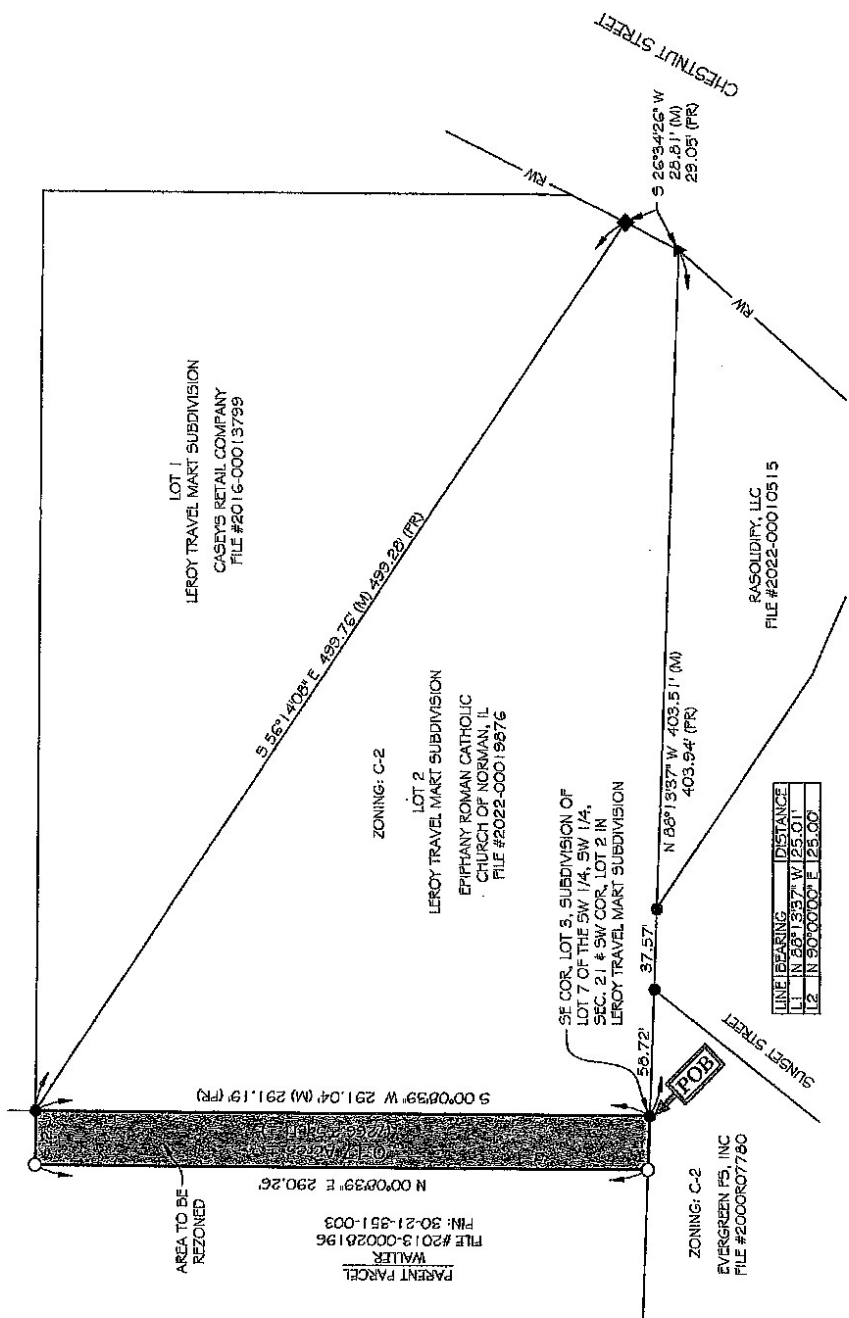 CHESTNUT STREET
RW
S 26°34'26" W
28.81' (M)
29.05' (PR)
RW
LOT 1
LEROY TRAVEL MART SUBDIVISION
CASEY'S RETAIL COMPANY
FILE #2016-00013799
S 56°14'08" E 499.76' (M) 499.28' (PR)
ZONING: C-2
LOT 2
LEROY TRAVEL MART SUBDIVISION
EPIPHANY ROMAN CATHOLIC
CHURCH OF NORMAN, IL
FILE #2022-00019876
N 88°13'37" W 403.51' (M)
403.94' (PR)
RASOLIDIFY, LLC
FILE #2022-00010515
SE COR, LOT 3, SUBDIVISION OF
LOT 7 OF THE SW 1/4, SW 1/4,
SEC. 21 & SW COR, LOT 2 IN
LEROY TRAVEL MART SUBDIVISION
37.57'
58.72'
LINE BEARING DISTANCE
L1 N 88°13'37" W 25.01'
L2 N 90°00'00" E 25.00'
SUNSET STREET
POB
S 00°08'39" W 291.04' (M) 291.19' (PR)
N 00°08'39" E 290.26'
AREA TO BE
REZONED
PARENT PARCEL
WALLER
FILE #2013-00028196
PIN: 30-21-351-003
ZONING: C-2
EVERGREEN FS, INC
FILE #2000R07780